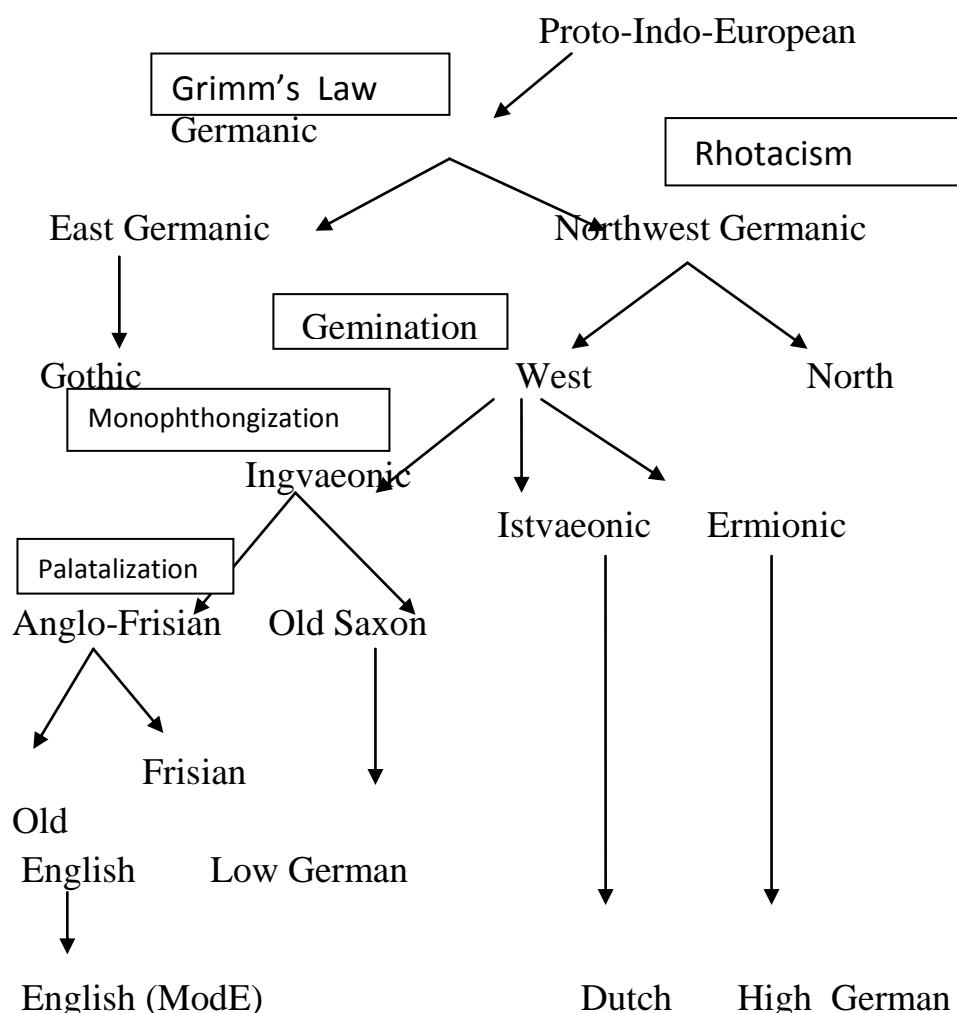 Proto-Indo-European
Grimm's Law
Germanic
Rhotacism
East Germanic
Northwest Germanic
Gemination
Gothic
West
North
Monophthongization
Ingvaeonic
Istvaeonic
Ermionic
Palatalization
Anglo-Frisian
Old Saxon
Frisian
Old
English
Low German
English (ModE)
Dutch
High German